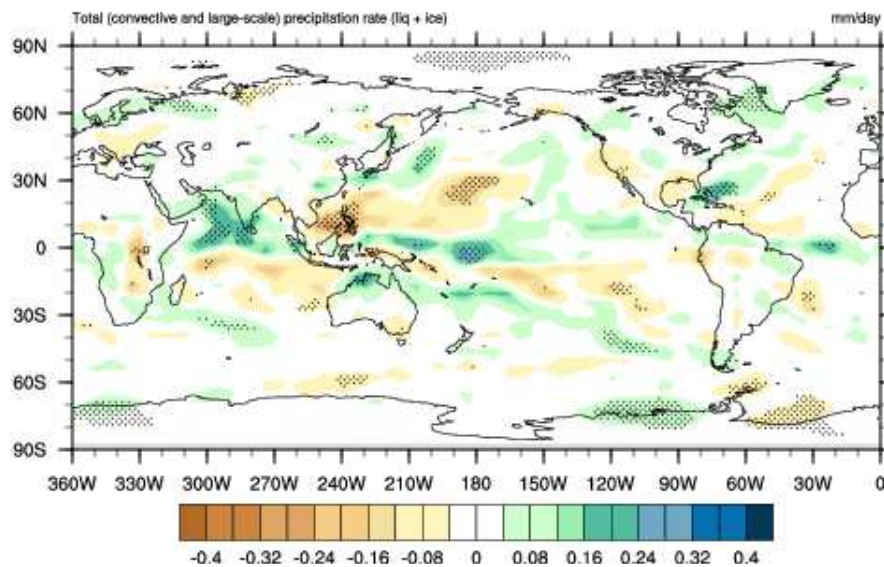 Total (convective and large-scale) precipitation rate (liq + ice) mm/day
90N
60N
30N
0
30S
60S
90S
360W 330W 300W 270W 240W 210W 180 150W 120W 90W 60W 30W 0
-0.4 -0.32 -0.24 -0.16 -0.08 0 0.08 0.16 0.24 0.32 0.4